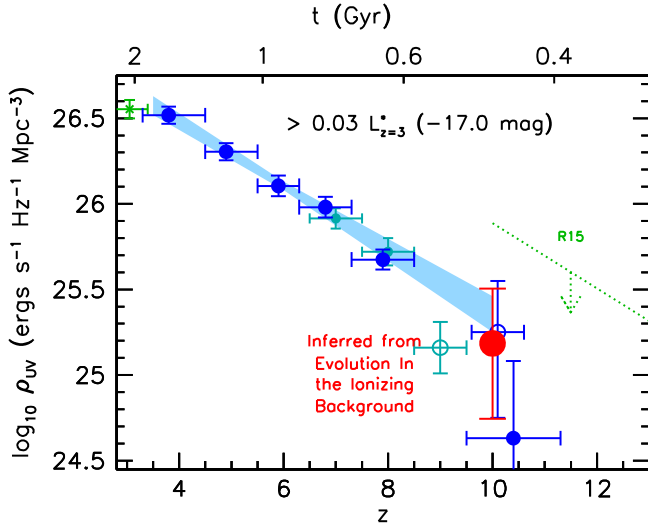 t (Gyr)
2 1 0.6 0.4
> 0.03 L*z=3 (−17.0 mag)
log10 ρUV (ergs s−1 Hz−1 Mpc−3)
26.5
26
25.5
25
24.5
R15
Inferred from
Evolution In
the Ionizing
Background
4 6 8 10 12
z